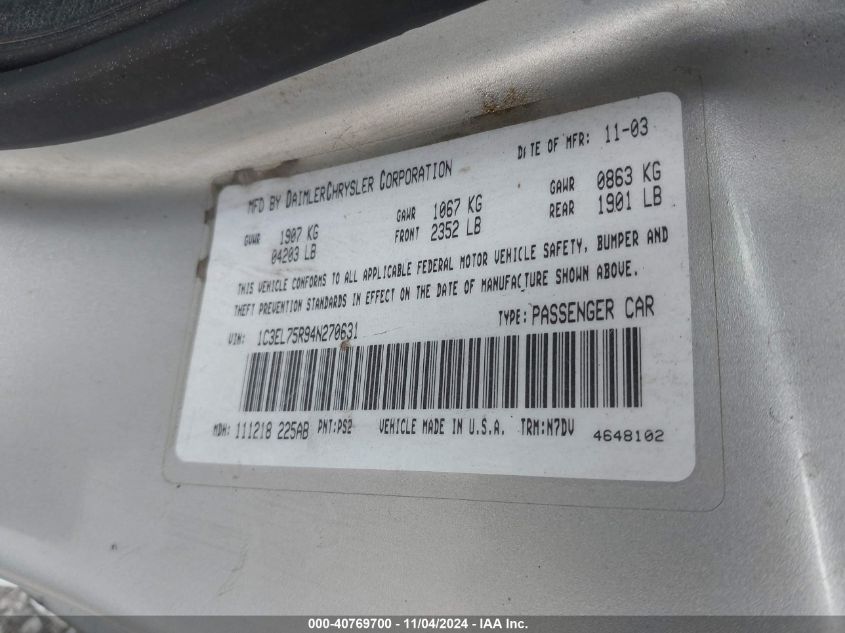 MFD BY DAIMLERCHRYSLER CORPORATION DATE OF MFR: 11-03
GVWR 1907 KG GAWR 1067 KG GAWR 0863 KG
04203 LB FRONT 2352 LB REAR 1901 LB
THIS VEHICLE CONFORMS TO ALL APPLICABLE FEDERAL MOTOR VEHICLE SAFETY, BUMPER AND
THEFT PREVENTION STANDARDS IN EFFECT ON THE DATE OF MANUFACTURE SHOWN ABOVE.
VIN: 1C3EL75R94N270631 TYPE: PASSENGER CAR
MDH: 111218 225AB PNT:PS2 VEHICLE MADE IN U.S.A. TRM:N7DV 4648102
000-40769700 - 11/04/2024 - IAA Inc.